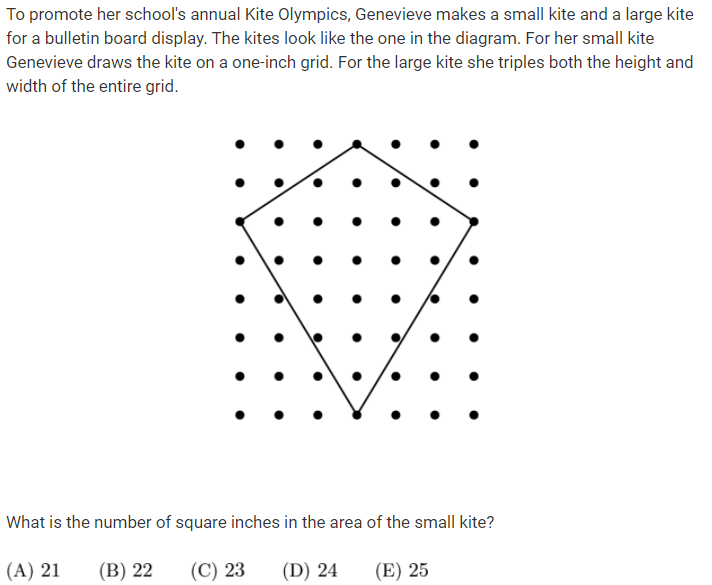 To promote her school's annual Kite Olympics, Genevieve makes a small kite and a large kite
for a bulletin board display. The kites look like the one in the diagram. For her small kite
Genevieve draws the kite on a one-inch grid. For the large kite she triples both the height and
width of the entire grid.
What is the number of square inches in the area of the small kite?
(A) 21 (B) 22 (C) 23 (D) 24 (E) 25